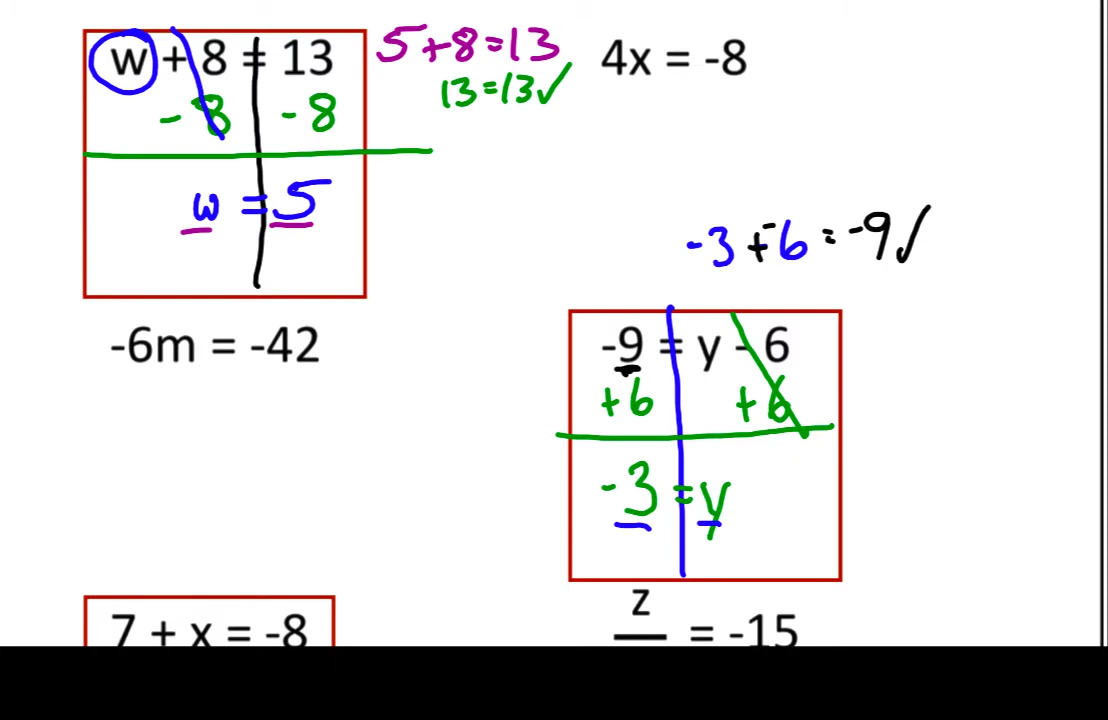 w + 8 = 13
5+8=13
4x = -8
-8 -8
13=13✓
w = 5
-3+-6=-9✓
-6m = -42
-9 = y - 6
+6 +6
-3 = y
7 + x = -8
z
— = -15